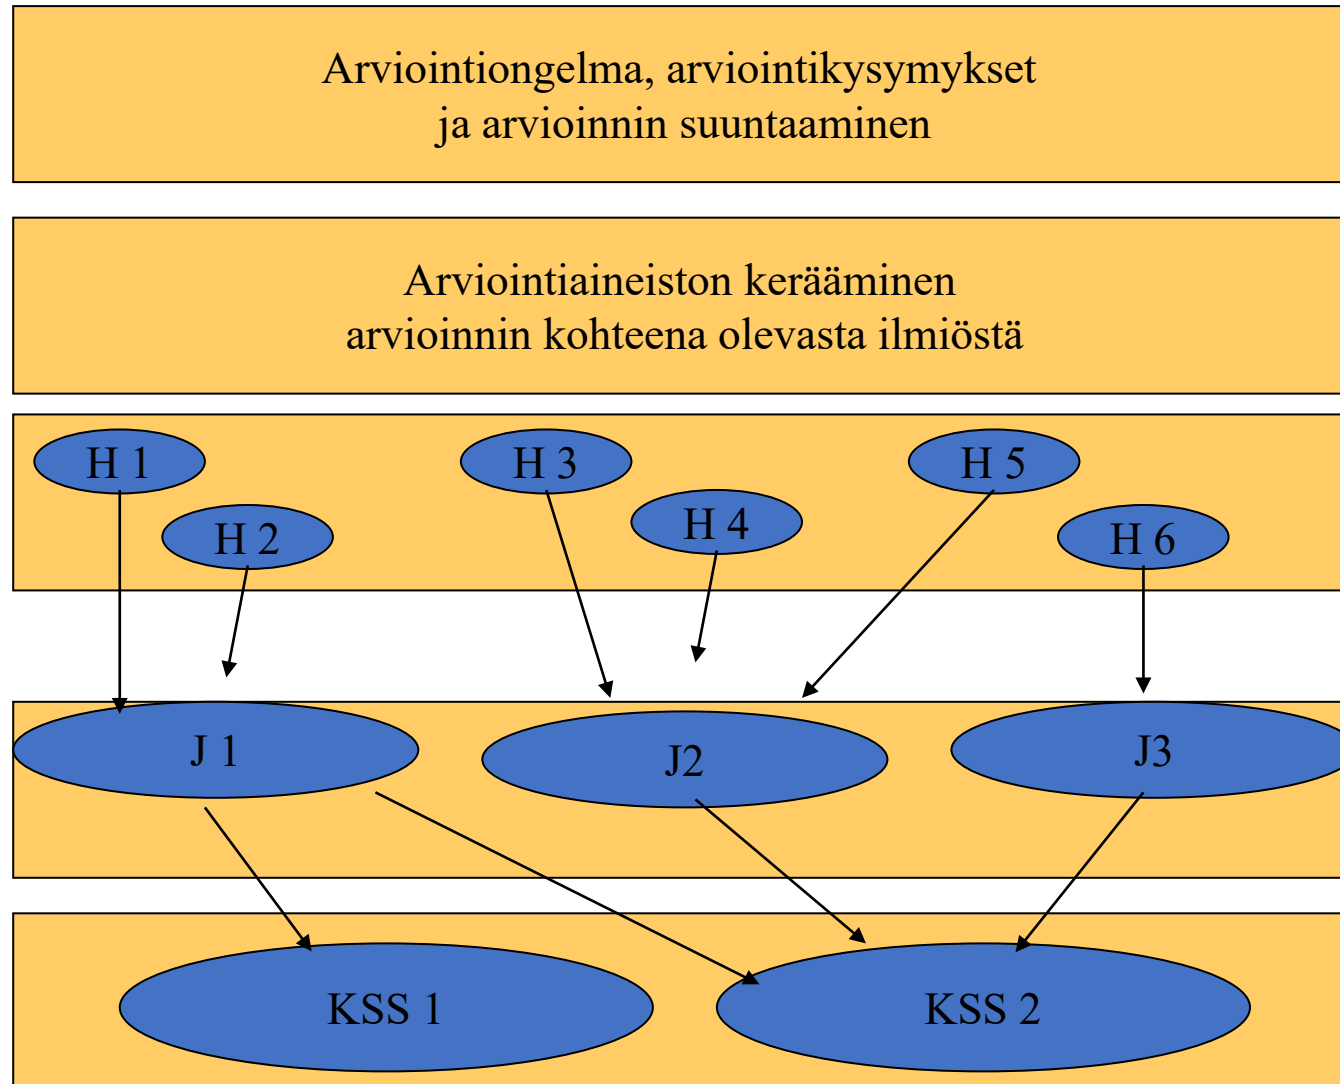 Arviointiongelma, arviointikysymykset
ja arvioinnin suuntaaminen
Arviointiaineiston kerääminen
arvioinnin kohteena olevasta ilmiöstä
H 1
H 3
H 5
H 2
H 4
H 6
J 1
J2
J3
KSS 1
KSS 2